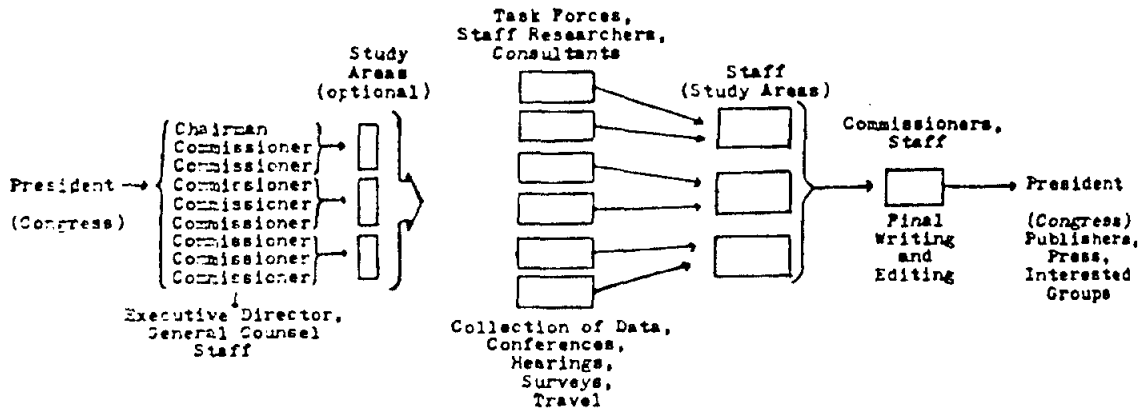 Task Forces,
Staff Researchers,
Consultants
Study
Areas
(optional)
Staff
(Study Areas)
Commissioners,
Staff
Chairman
Commissioner
Commissioner
Commissioner
Commissioner
Commissioner
Commissioner
Commissioner
Commissioner
President
(Congress)
Executive Director,
General Counsel
Staff
Collection of Data,
Conferences,
Hearings,
Surveys,
Travel
Final
Writing
and
Editing
President
(Congress)
Publishers,
Press,
Interested
Groups